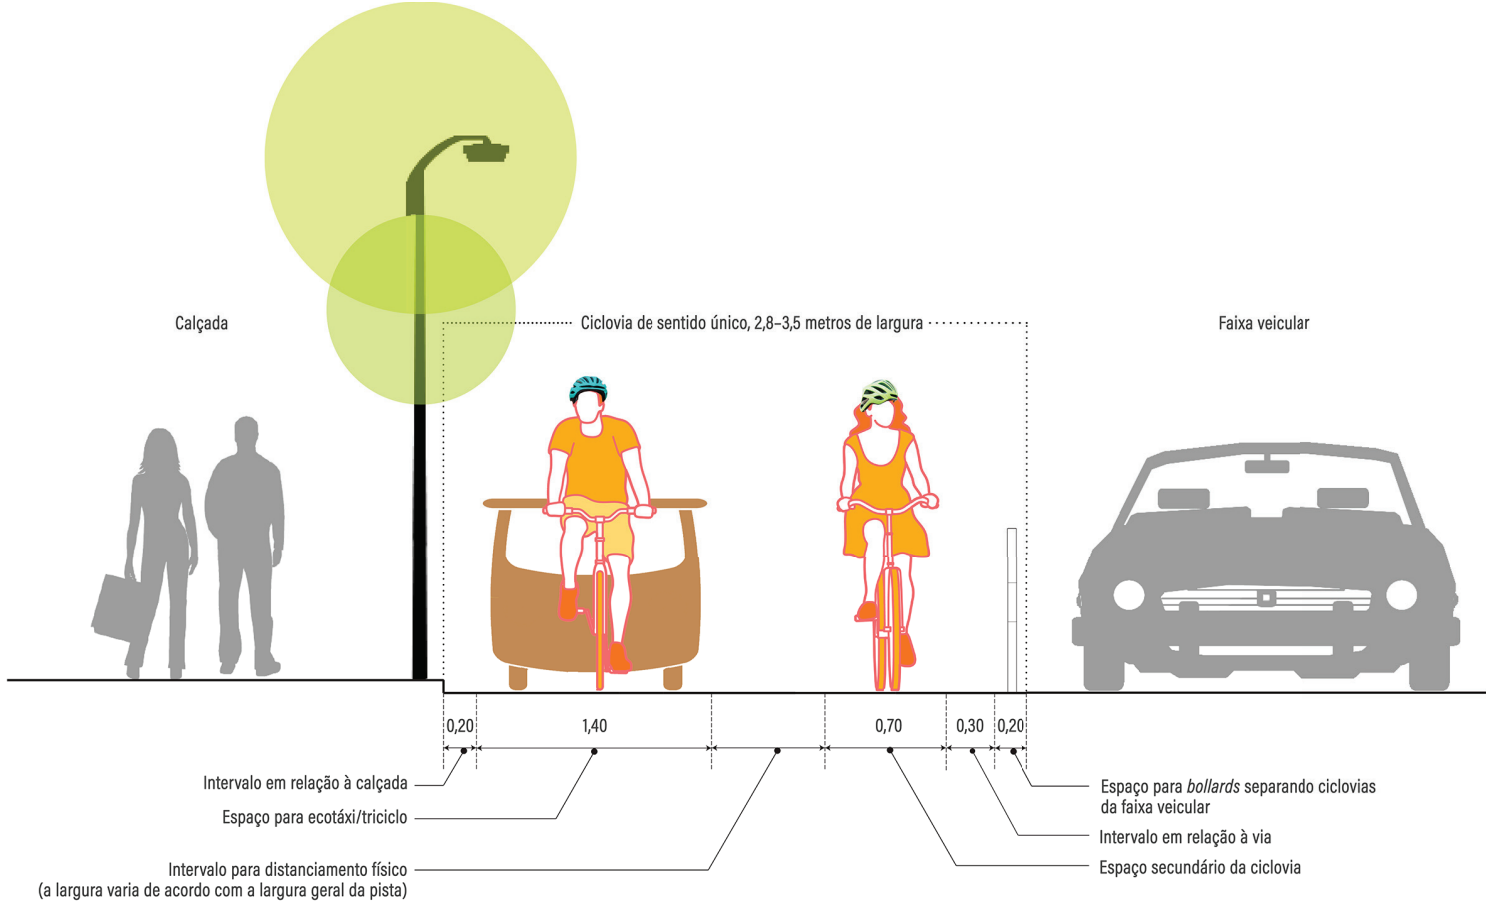 Calçada
Ciclovia de sentido único, 2,8–3,5 metros de largura
Faixa veicular
0,20
1,40
0,70
0,30
0,20
Intervalo em relação à calçada
Espaço para ecotáxi/triciclo
Intervalo para distanciamento físico
(a largura varia de acordo com a largura geral da pista)
Espaço para bollards separando ciclovias
da faixa veicular
Intervalo em relação à via
Espaço secundário da ciclovia